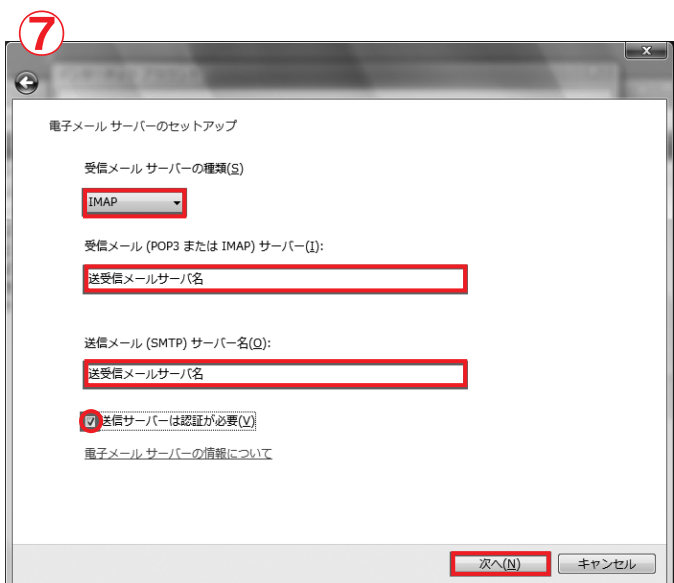 ⑦
電子メール サーバーのセットアップ
受信メール サーバーの種類(S)
IMAP
受信メール (POP3 または IMAP) サーバー(I):
送受信メールサーバ名
送信メール (SMTP) サーバー名(O):
送受信メールサーバ名
送信サーバーは認証が必要(V)
電子メール サーバーの情報について
次へ(N)
キャンセル